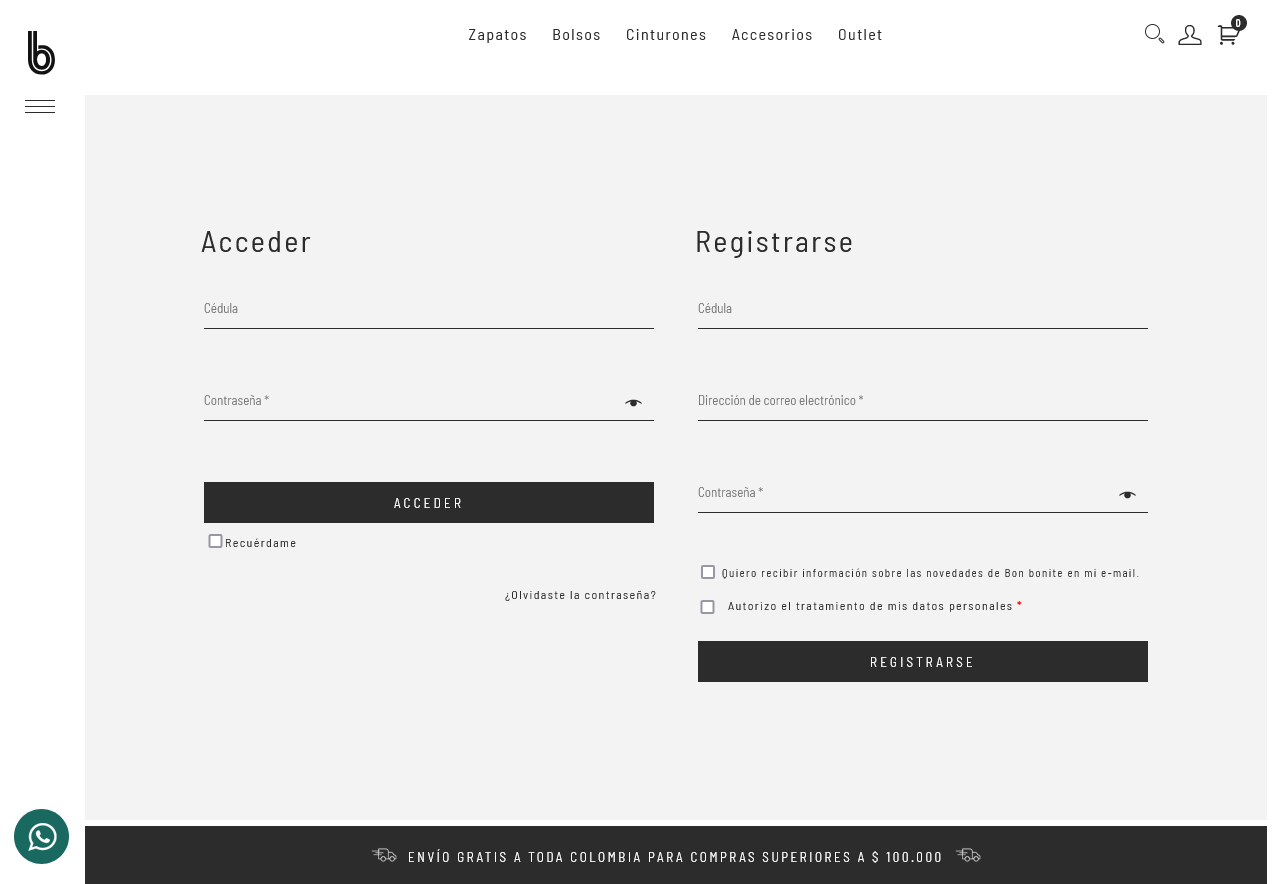 b
Zapatos Bolsos Cinturones Accesorios Outlet
0
Acceder
Cédula
Contraseña *
ACCEDER
Recuérdame
¿Olvidaste la contraseña?
Registrarse
Cédula
Dirección de correo electrónico *
Contraseña *
Quiero recibir información sobre las novedades de Bon bonite en mi e-mail.
Autorizo el tratamiento de mis datos personales *
REGISTRARSE
ENVÍO GRATIS A TODA COLOMBIA PARA COMPRAS SUPERIORES A $ 100.000